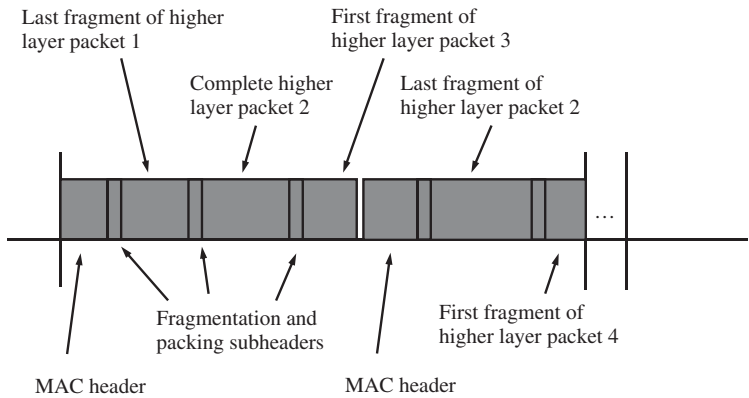 Last fragment of higher
layer packet 1
First fragment of
higher layer packet 3
Complete higher
layer packet 2
Last fragment of
higher layer packet 2
...
Fragmentation and
packing subheaders
First fragment of
higher layer packet 4
MAC header
MAC header